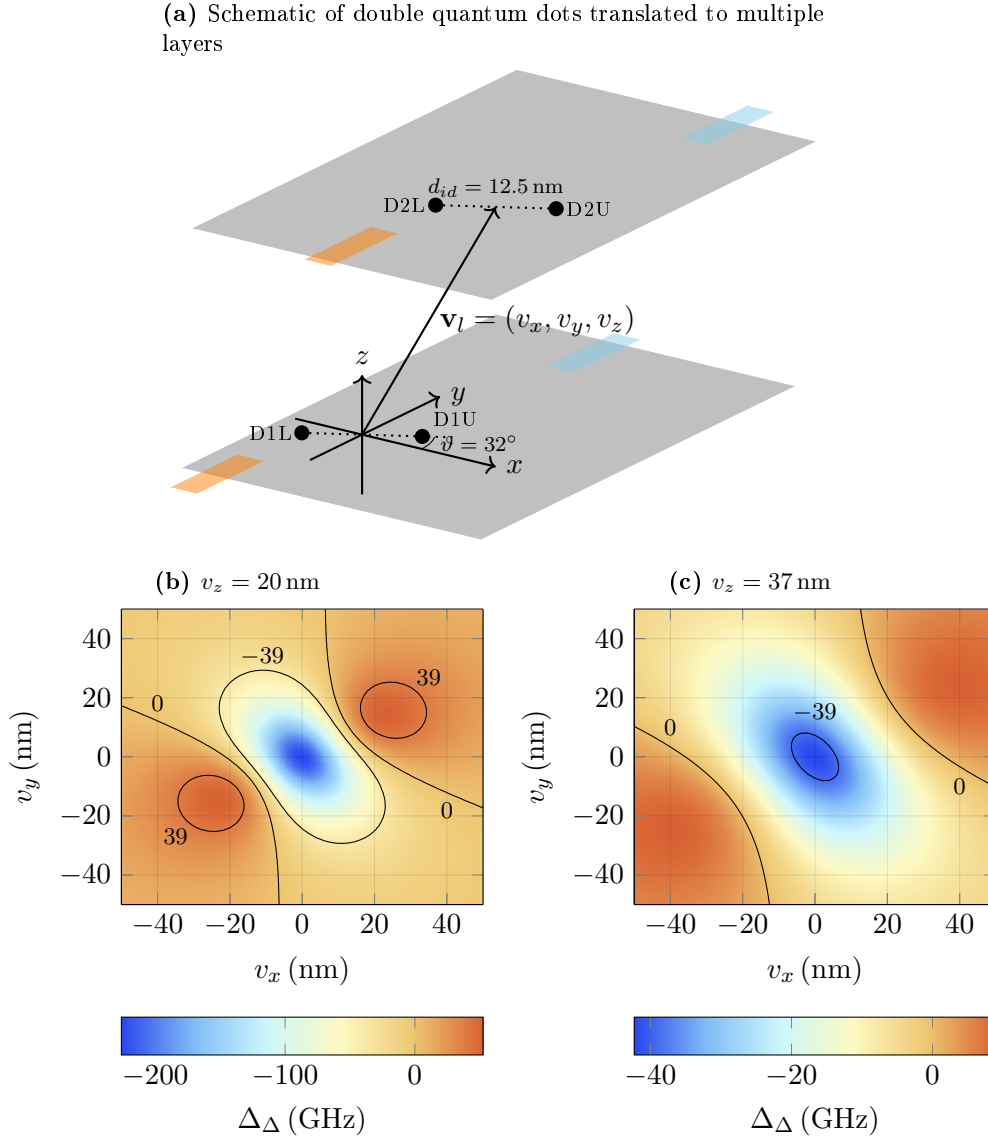 (a) Schematic of double quantum dots translated to multiple
layers
d_{id} = 12.5 nm
D2L
D2U
v_l = (v_x, v_y, v_z)
z
y
D1U
D1L
ϑ = 32°
x
(b) v_z = 20 nm
(c) v_z = 37 nm
40
20
0
−20
−40
v_y (nm)
−39
39
0
0
39
−40
−20
0
20
40
v_x (nm)
40
20
0
−20
−40
v_y (nm)
−39
0
0
−40
−20
0
20
40
v_x (nm)
−200
−100
0
Δ_Δ (GHz)
−40
−20
0
Δ_Δ (GHz)